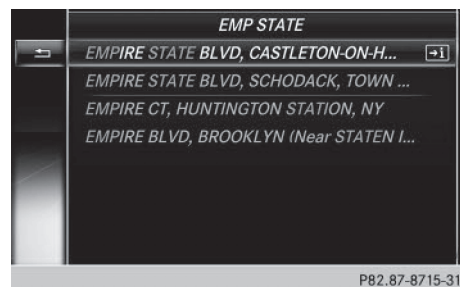 EMP STATE
EMPIRE STATE BLVD, CASTLETON-ON-H...
EMPIRE STATE BLVD, SCHODACK, TOWN ...
EMPIRE CT, HUNTINGTON STATION, NY
EMPIRE BLVD, BROOKLYN (Near STATEN I...
P82.87-8715-31